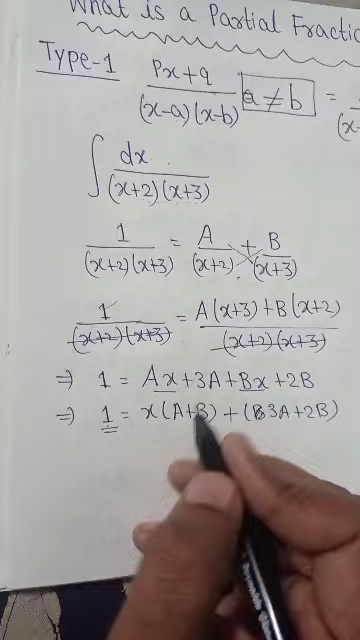 What is a Partial
Type-1 Px+q/(x-a)(x-b) a ≠ b =
∫ dx/(x+2)(x+3)
1/(x+2)(x+3) = A/(x+2) + B/(x+3)
1/(x+2)(x+3) = A(x+3)+B(x+2)/(x+2)(x+3)
⇒ 1 = Ax+3A+Bx+2B
⇒ 1 = x(A+B) + (3A+2B)